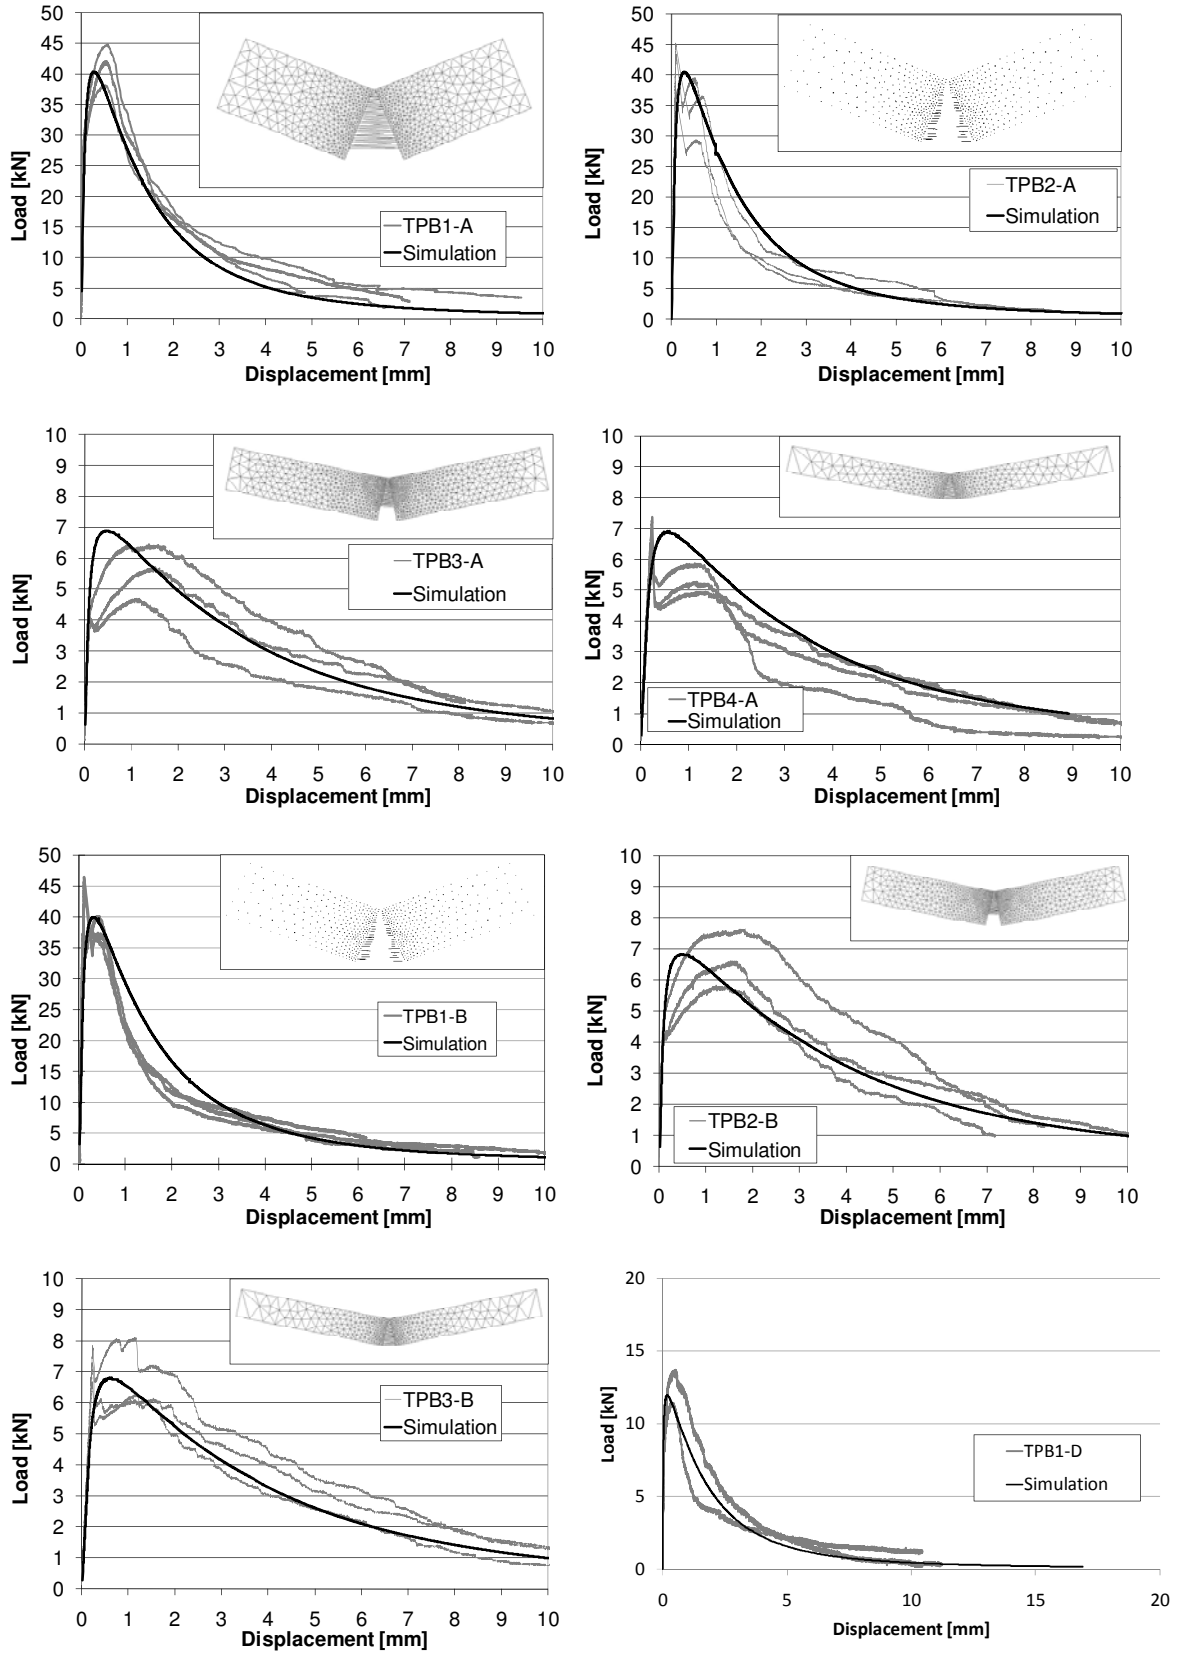 50
45
40
35
30
25
20
15
10
5
0
Load [kN]
TPB1-A
Simulation
0 1 2 3 4 5 6 7 8 9 10
Displacement [mm]
50
45
40
35
30
25
20
15
10
5
0
Load [kN]
TPB2-A
Simulation
0 1 2 3 4 5 6 7 8 9 10
Displacement [mm]
10
9
8
7
6
5
4
3
2
1
0
Load [kN]
TPB3-A
Simulation
0 1 2 3 4 5 6 7 8 9 10
Displacement [mm]
10
9
8
7
6
5
4
3
2
1
0
Load [kN]
TPB4-A
Simulation
0 1 2 3 4 5 6 7 8 9 10
Displacement [mm]
50
45
40
35
30
25
20
15
10
5
0
Load [kN]
TPB1-B
Simulation
0 1 2 3 4 5 6 7 8 9 10
Displacement [mm]
10
9
8
7
6
5
4
3
2
1
0
Load [kN]
TPB2-B
Simulation
0 1 2 3 4 5 6 7 8 9 10
Displacement [mm]
10
9
8
7
6
5
4
3
2
1
0
Load [kN]
TPB3-B
Simulation
0 1 2 3 4 5 6 7 8 9 10
Displacement [mm]
20
15
10
5
0
Load [kN]
TPB1-D
Simulation
0 5 10 15 20
Displacement [mm]